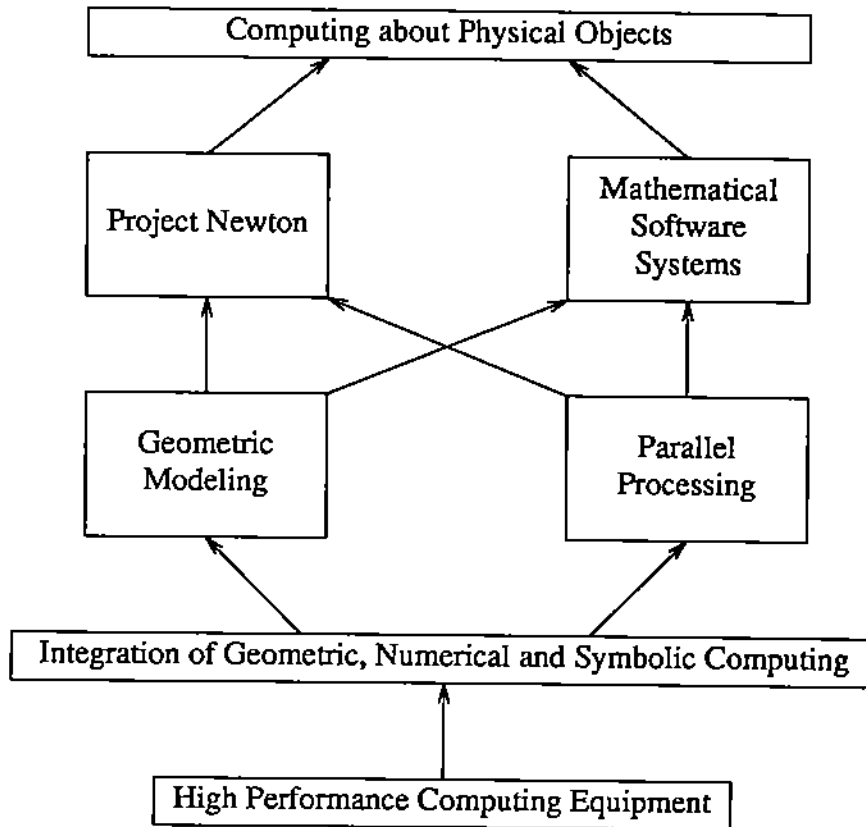 Computing about Physical Objects
Project Newton
Mathematical
Software
Systems
Geometric
Modeling
Parallel
Processing
Integration of Geometric, Numerical and Symbolic Computing
High Performance Computing Equipment